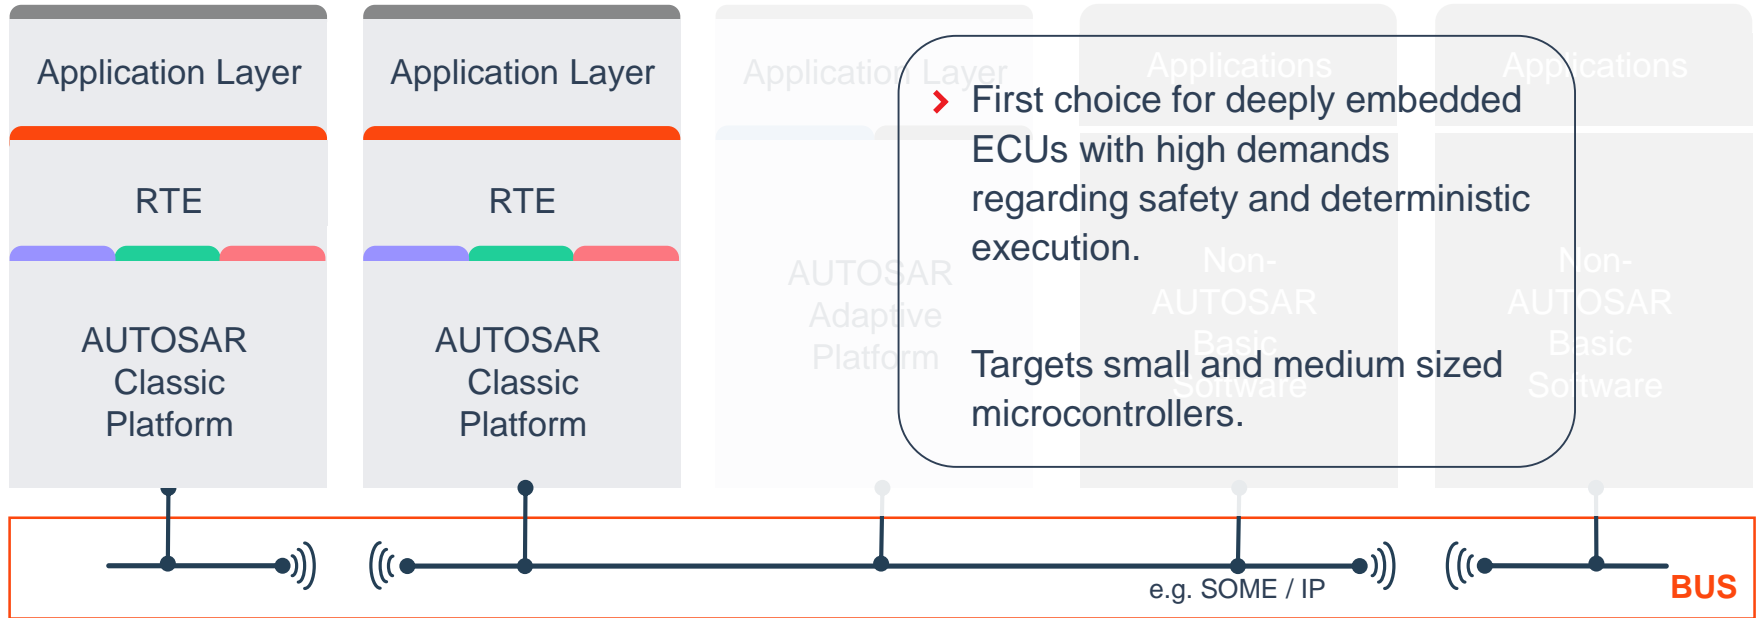 Application Layer
RTE
AUTOSAR
Classic
Platform
Application Layer
RTE
AUTOSAR
Classic
Platform
Application Layer
AUTOSAR
Adaptive
Platform
Applications
Non-
AUTOSAR
Basic
Software
Applications
Non-
AUTOSAR
Basic
Software
First choice for deeply embedded
ECUs with high demands
regarding safety and deterministic
execution.
Targets small and medium sized
microcontrollers.
e.g. SOME / IP
BUS